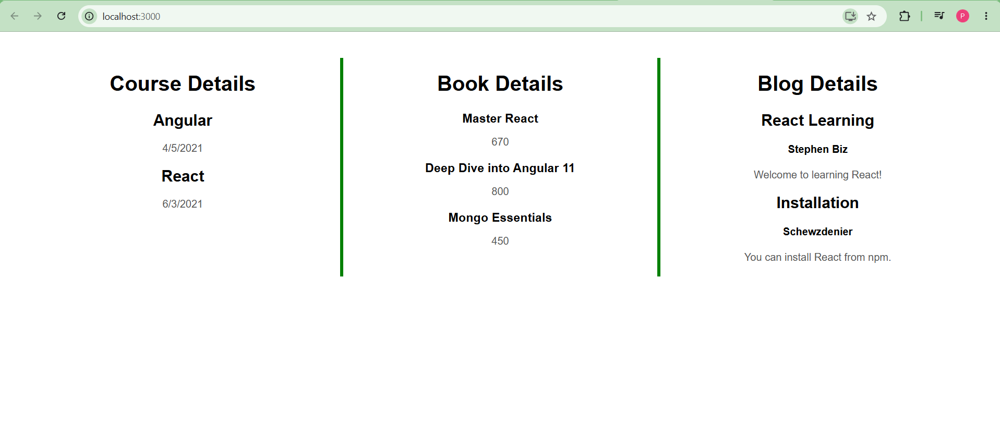 localhost:3000
P
Course Details
Angular
4/5/2021
React
6/3/2021
Book Details
Master React
670
Deep Dive into Angular 11
800
Mongo Essentials
450
Blog Details
React Learning
Stephen Biz
Welcome to learning React!
Installation
Schewzdenier
You can install React from npm.